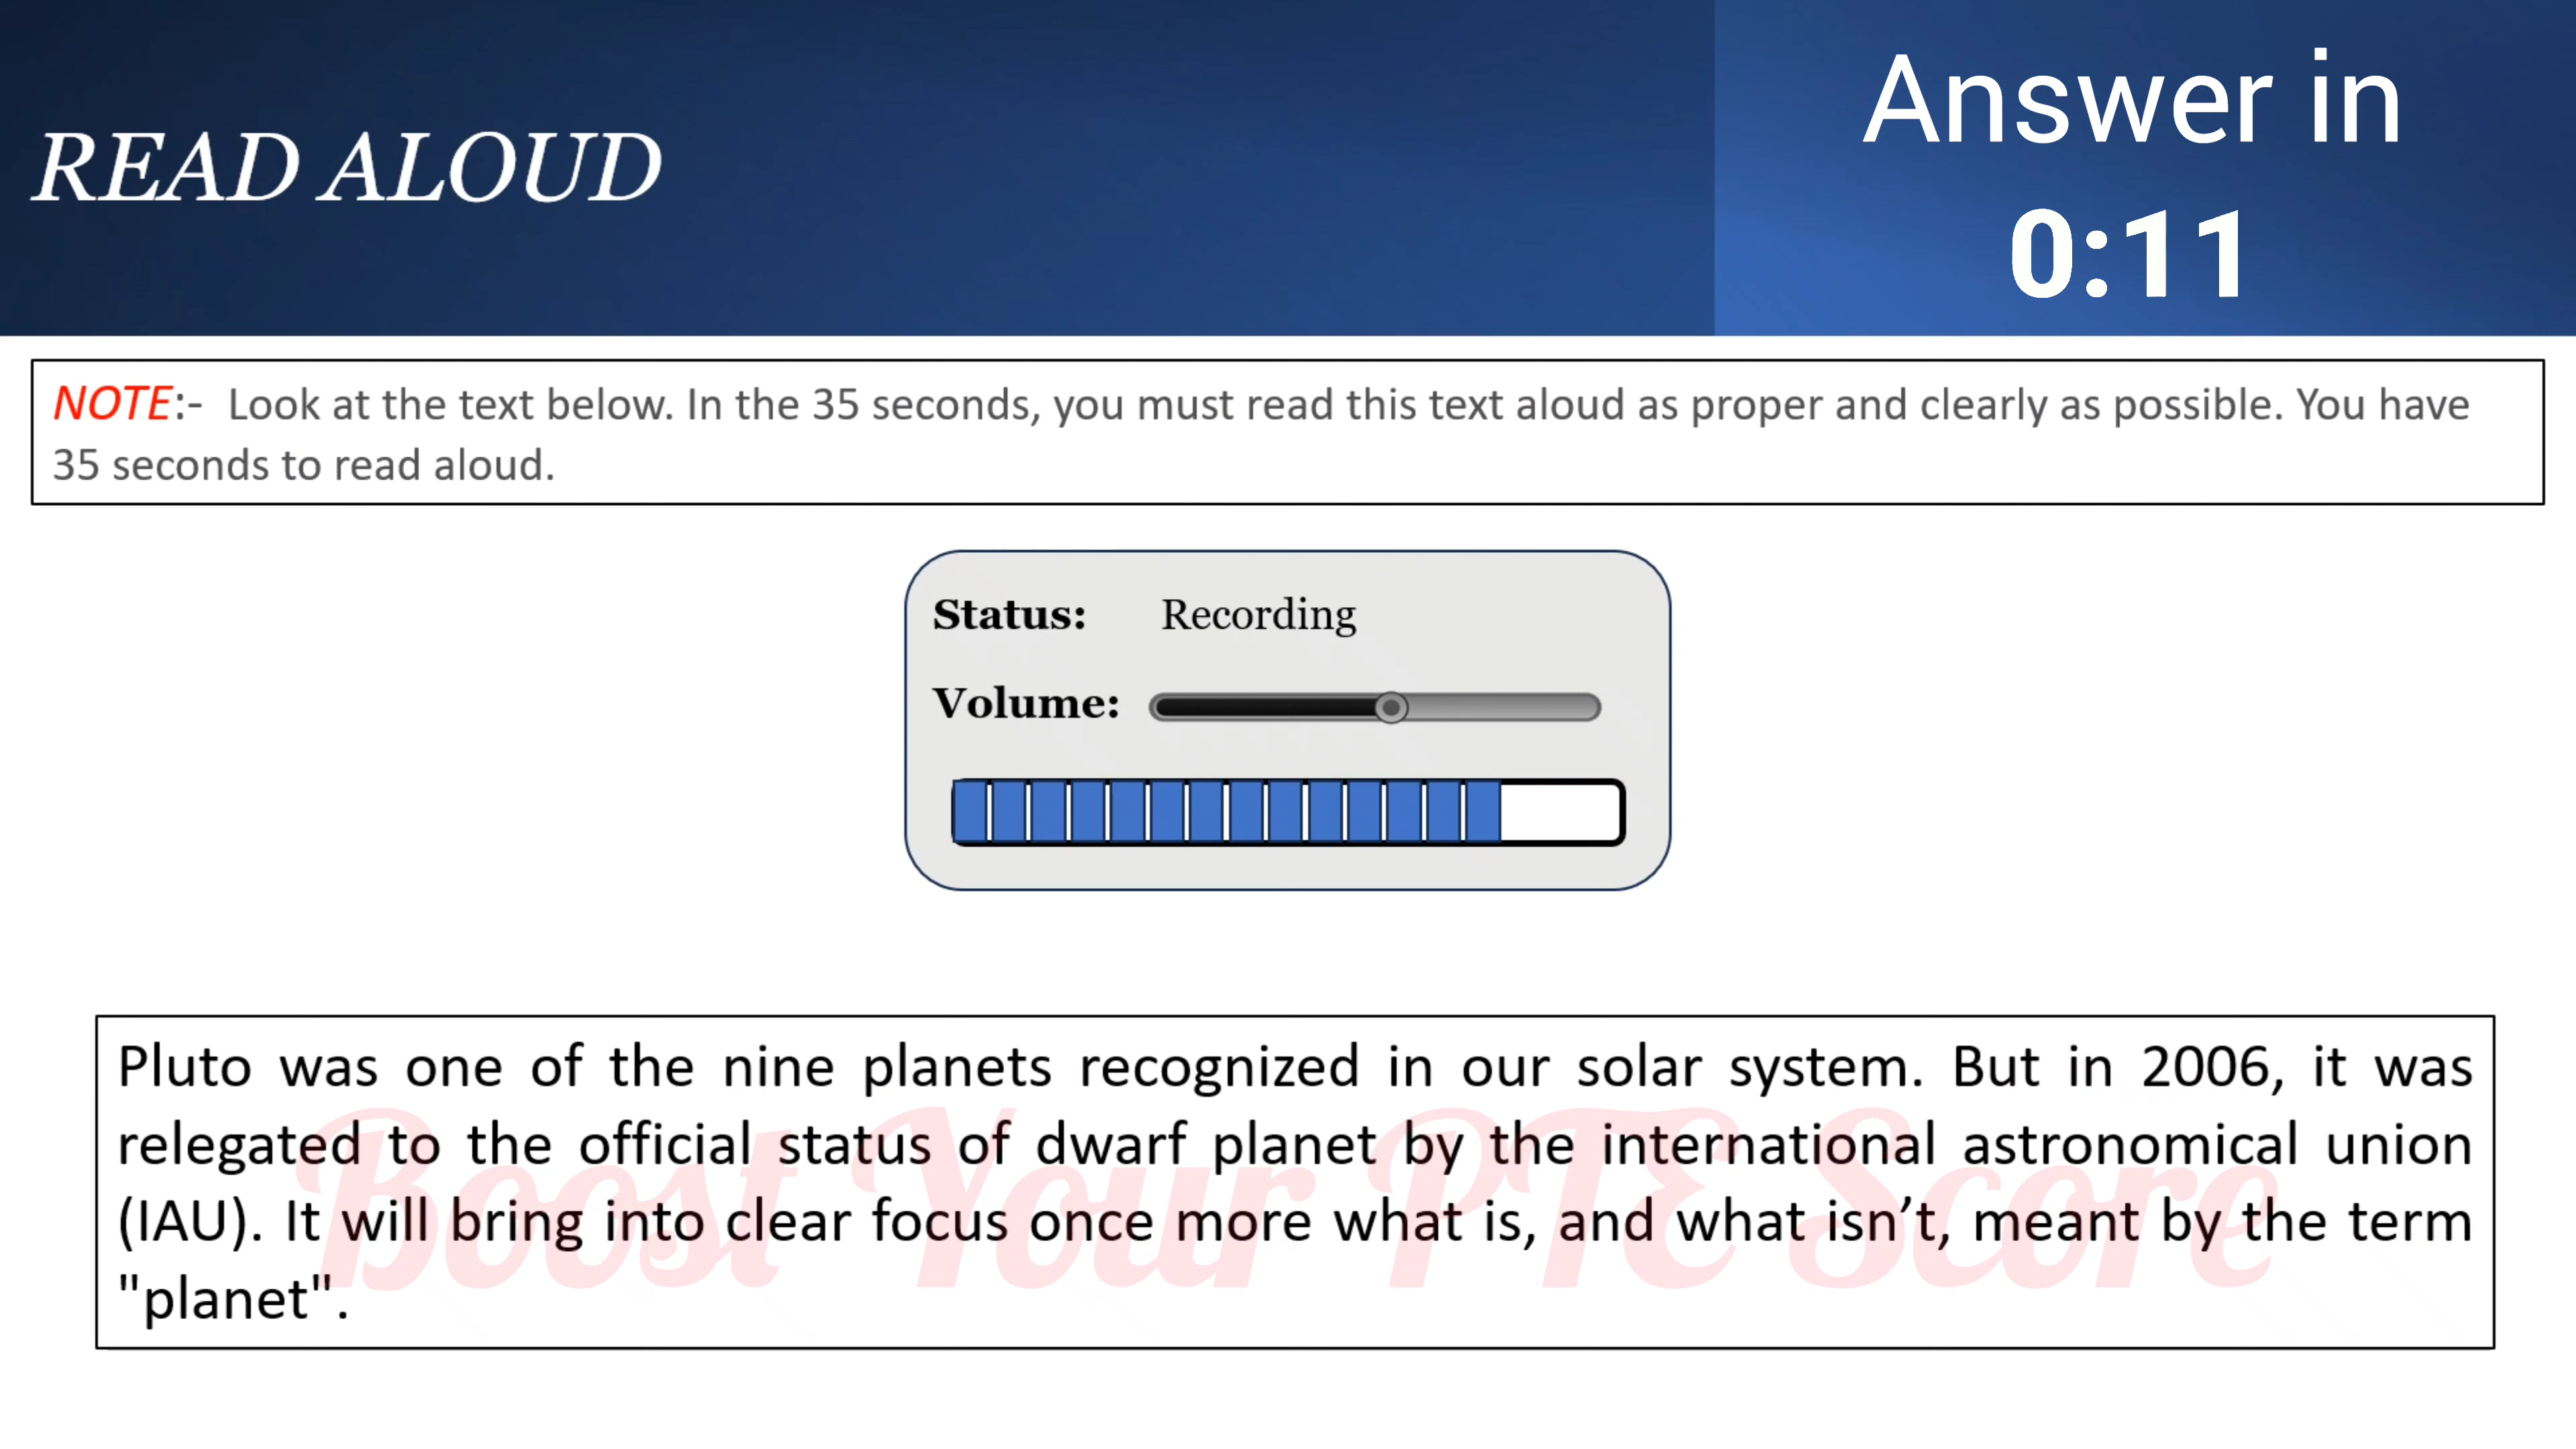 READ ALOUD
Answer in
0:11
NOTE:- Look at the text below. In the 35 seconds, you must read this text aloud as proper and clearly as possible. You have
35 seconds to read aloud.
Status: Recording
Volume:
Pluto was one of the nine planets recognized in our solar system. But in 2006, it was
relegated to the official status of dwarf planet by the international astronomical union
(IAU). It will bring into clear focus once more what is, and what isn’t, meant by the term
"planet".
Boost Your PTE Score